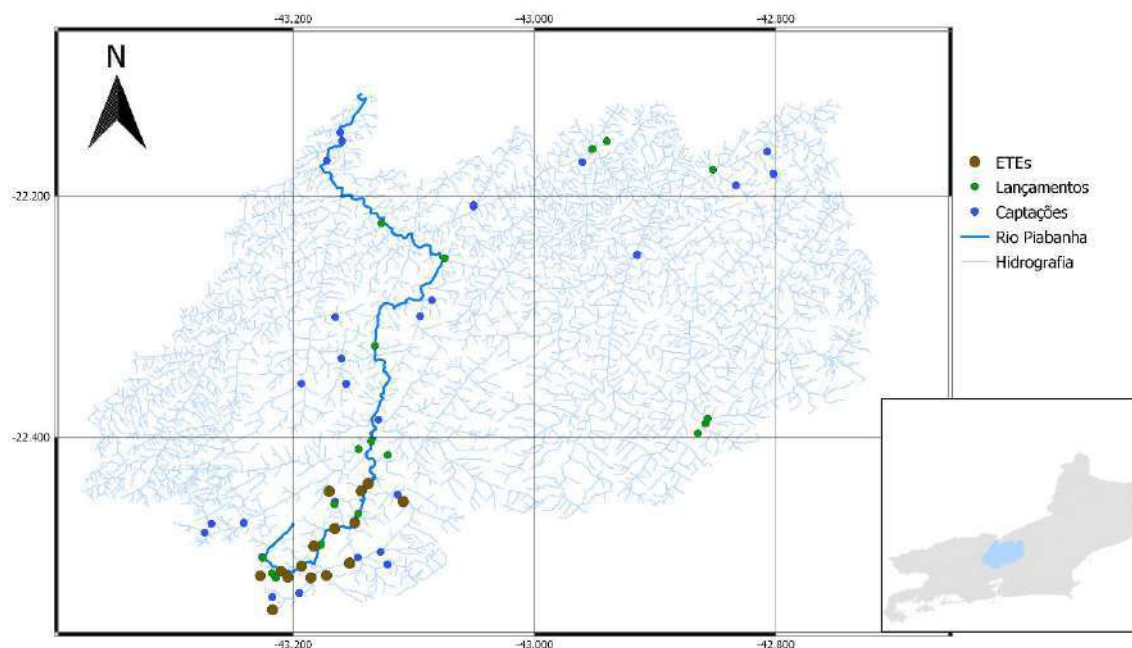 -43.200 -43.000 -42.800
N
ETEs
Lançamentos
Captações
Rio Piabanha
Hidrografia
-22.200
-22.400
-43.200 -43.000 -42.800